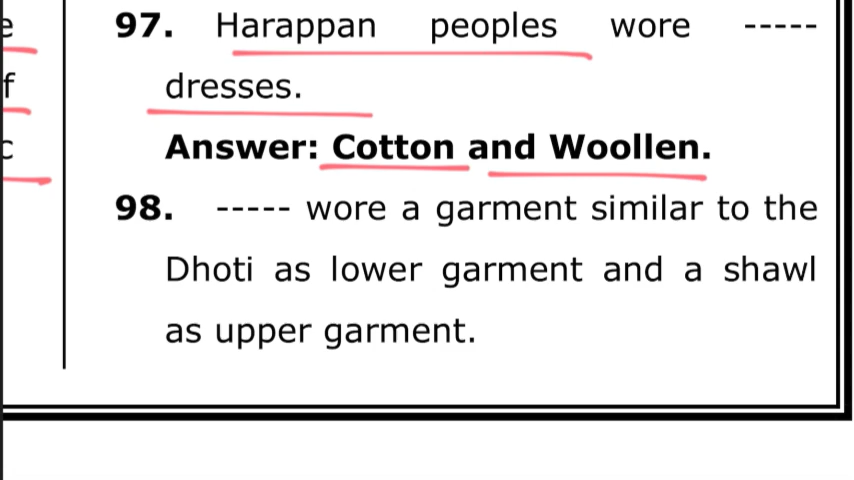 e
f
c
97. Harappan peoples wore -----
dresses.
Answer: Cotton and Woollen.
98. ----- wore a garment similar to the
Dhoti as lower garment and a shawl
as upper garment.